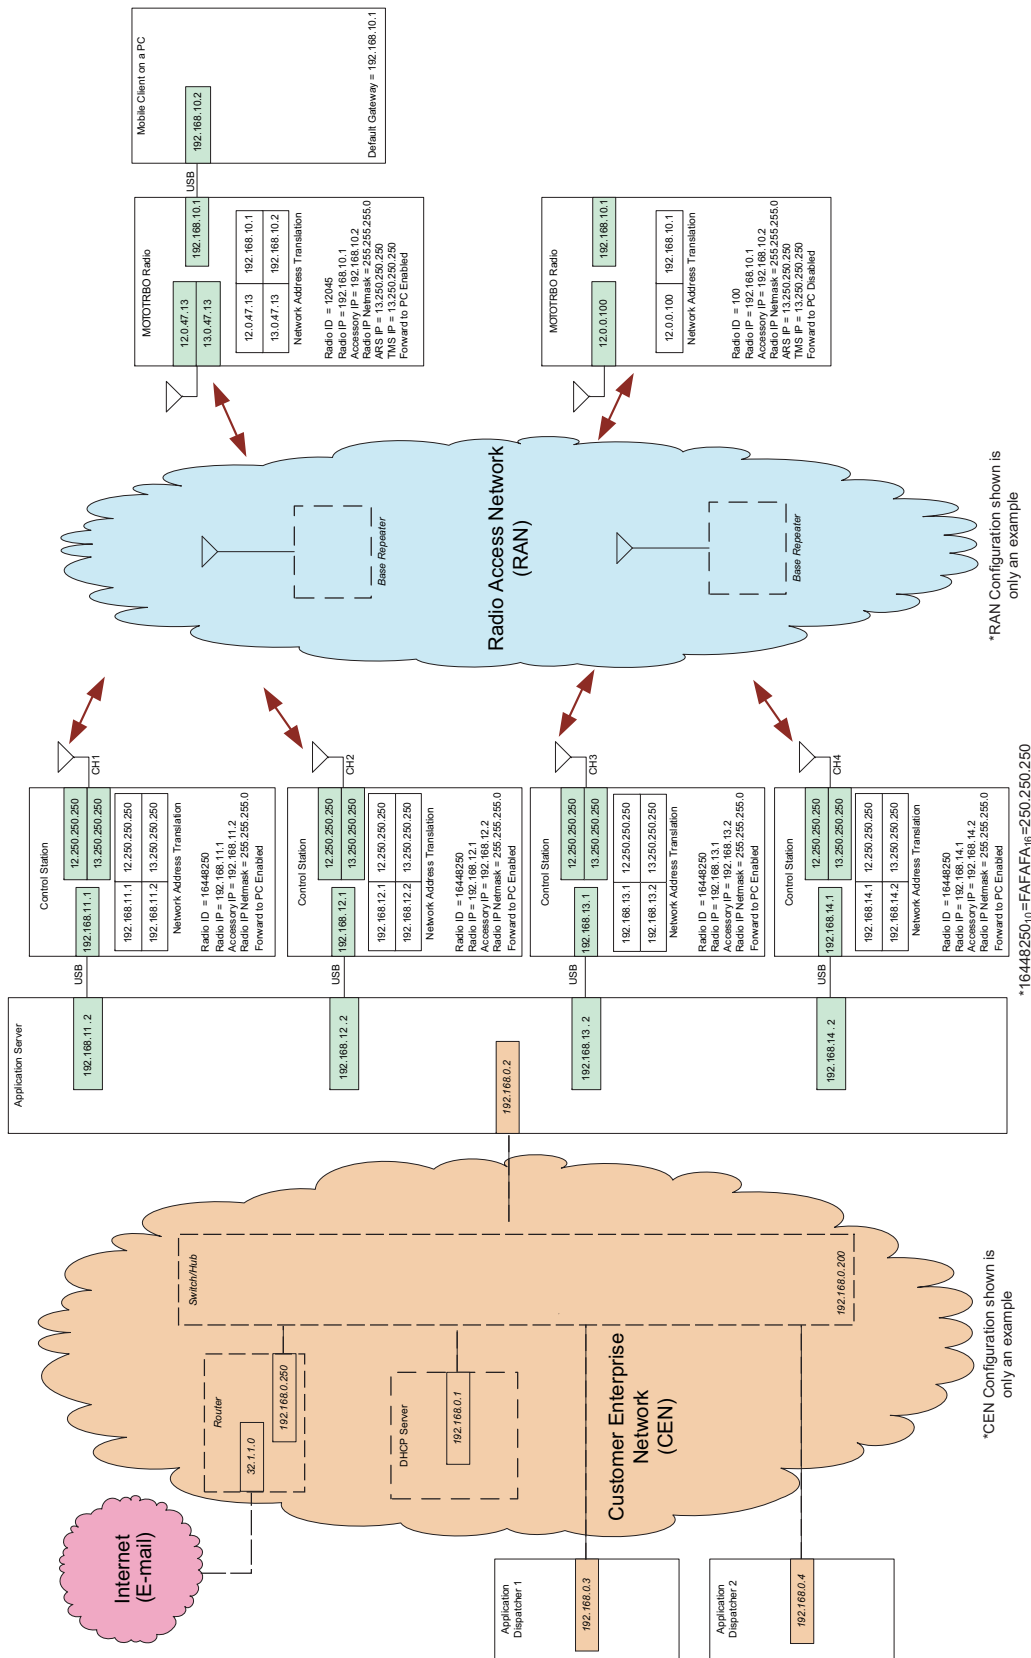 Internet
(E-mail)
Router
32.1.1.0
192.168.0.250
DHCP Server
192.168.0.1
Switch/Hub
192.168.0.200
Customer Enterprise
Network
(CEN)
Application
Dispatcher 1
192.168.0.3
Application
Dispatcher 2
192.168.0.4
*CEN Configuration shown is
only an example
Application Server
192.168.0.2
192.168.11 .2
192.168.12 .2
192.168.13 .2
192.168.14 .2
USB
Control Station
192.168.11.1
12.250.250.250
13.250.250.250
192.168.11.1 12.250.250.250
192.168.11.2 13.250.250.250
Network Address Translation
Radio ID = 16448250
Radio IP = 192.168.11.1
Accessory IP = 192.168.11.2
Radio IP Netmask = 255.255.255.0
Forward to PC Enabled
CH1
USB
Control Station
192.168.12.1
12.250.250.250
13.250.250.250
192.168.12.1 12.250.250.250
192.168.12.2 13.250.250.250
Network Address Translation
Radio ID = 16448250
Radio IP = 192.168.12.1
Accessory IP = 192.168.12.2
Radio IP Netmask = 255.255.255.0
Forward to PC Enabled
CH2
USB
Control Station
192.168.13.1
12.250.250.250
13.250.250.250
192.168.13.1 12.250.250.250
192.168.13.2 13.250.250.250
Network Address Translation
Radio ID = 16448250
Radio IP = 192.168.13.1
Accessory IP = 192.168.13.2
Radio IP Netmask = 255.255.255.0
Forward to PC Enabled
CH3
USB
Control Station
192.168.14.1
12.250.250.250
13.250.250.250
192.168.14.1 12.250.250.250
192.168.14.2 13.250.250.250
Network Address Translation
Radio ID = 16448250
Radio IP = 192.168.14.1
Accessory IP = 192.168.14.2
Radio IP Netmask = 255.255.255.0
Forward to PC Enabled
CH4
*16448250₁₀=FAFAFA₁₆=250.250.250
Base Repeater
Radio Access Network
(RAN)
Base Repeater
*RAN Configuration shown is
only an example
MOTOTRBO Radio
12.0.47.13
13.0.47.13
192.168.10.1
12.0.47.13 192.168.10.1
13.0.47.13 192.168.10.2
Network Address Translation
Radio ID = 12045
Radio IP = 192.168.10.1
Accessory IP = 192.168.10.2
Radio IP Netmask = 255.255.255.0
ARS IP = 13.250.250.250
TMS IP = 13.250.250.250
Forward to PC Enabled
USB
Mobile Client on a PC
192.168.10.2
Default Gateway = 192.168.10.1
MOTOTRBO Radio
12.0.0.100
192.168.10.1
12.0.0.100 192.168.10.1
Network Address Translation
Radio ID = 100
Radio IP = 192.168.10.1
Accessory IP = 192.168.10.2
Radio IP Netmask = 255.255.255.0
ARS IP = 13.250.250.250
TMS IP = 13.250.250.250
Forward to PC Disabled